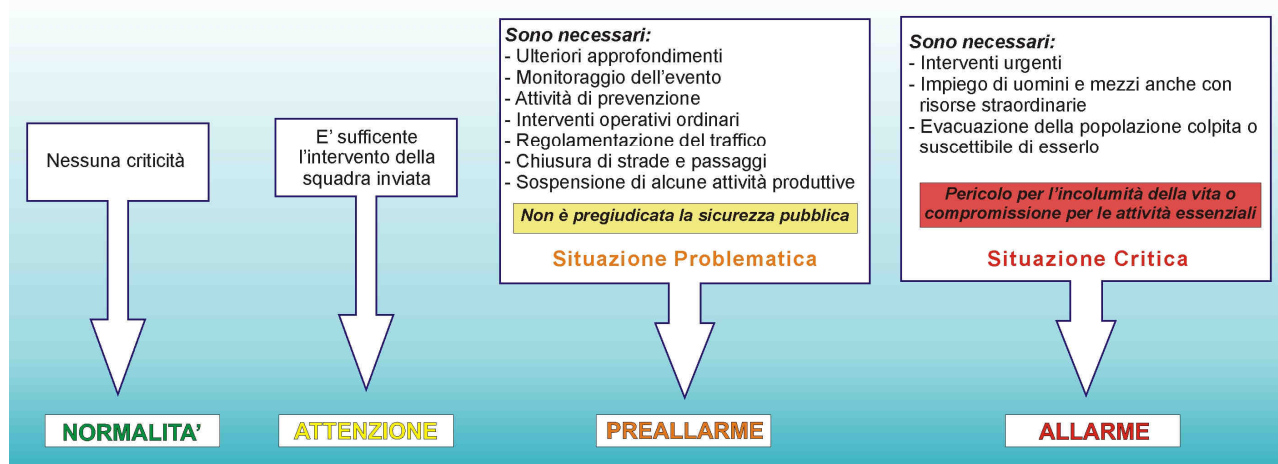 Nessuna criticità
E' sufficente
l'intervento della
squadra inviata
Sono necessari:
- Ulteriori approfondimenti
- Monitoraggio dell'evento
- Attività di prevenzione
- Interventi operativi ordinari
- Regolamentazione del traffico
- Chiusura di strade e passaggi
- Sospensione di alcune attività produttive
Non è pregiudicata la sicurezza pubblica
Situazione Problematica
Sono necessari:
- Interventi urgenti
- Impiego di uomini e mezzi anche con
risorse straordinarie
- Evacuazione della popolazione colpita o
suscettibile di esserlo
Pericolo per l'incolumità della vita o
compromissione per le attività essenziali
Situazione Critica
NORMALITA'
ATTENZIONE
PREALLARME
ALLARME